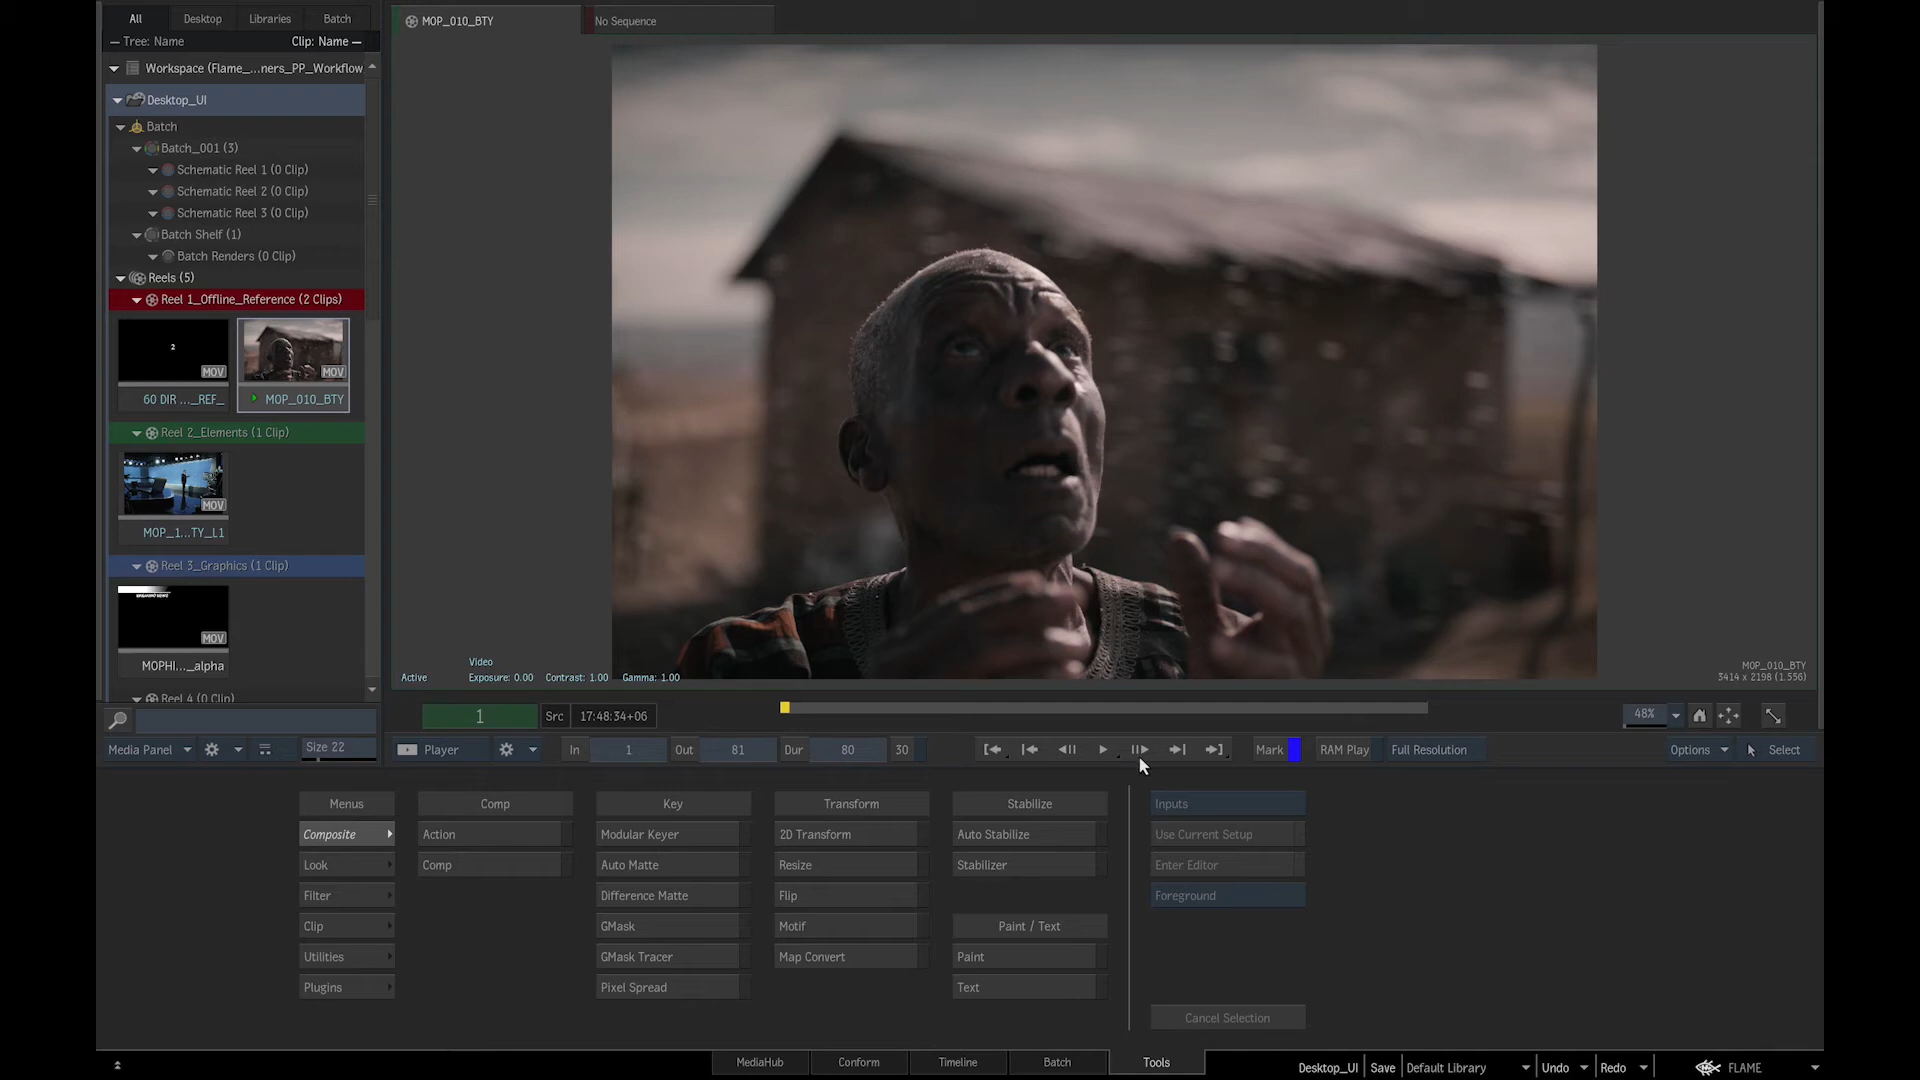 All Desktop Libraries Batch
Tree: Name Clip: Name
Workspace (Flame_...ners_PP_Workflow
Desktop_UI
Batch
Batch_001 (3)
Schematic Reel 1 (0 Clip)
Schematic Reel 2 (0 Clip)
Schematic Reel 3 (0 Clip)
Batch Shelf (1)
Batch Renders (0 Clip)
Reels (5)
Reel 1_Offline_Reference (2 Clips)
2
MOV MOV
60 DIR ..._REF_ MOP_010_BTY
Reel 2_Elements (1 Clip)
MOV
MOP_1...TY_L1
Reel 3_Graphics (1 Clip)
MOV
MOPHI..._alpha
Reel 4 (0 Clip)
Media Panel Size 22
MOP_010_BTY No Sequence
Video
Active Exposure: 0.00 Contrast: 1.00 Gamma: 1.00
MOP_010_BTY
3414 x 2198 (1.556)
1 Src 17:48:34+06 48%
Player In 1 Out 81 Dur 80 30 Mark RAM Play Full Resolution Options Select
Menus Comp Key Transform Stabilize Inputs
Composite Action Modular Keyer 2D Transform Auto Stabilize Use Current Setup
Look Comp Auto Matte Resize Stabilizer Enter Editor
Filter Difference Matte Flip Foreground
Clip GMask Motif Paint / Text
Utilities GMask Tracer Map Convert Paint
Plugins Pixel Spread Text
Cancel Selection
MediaHub Conform Timeline Batch Tools Desktop_UI Save Default Library Undo Redo FLAME